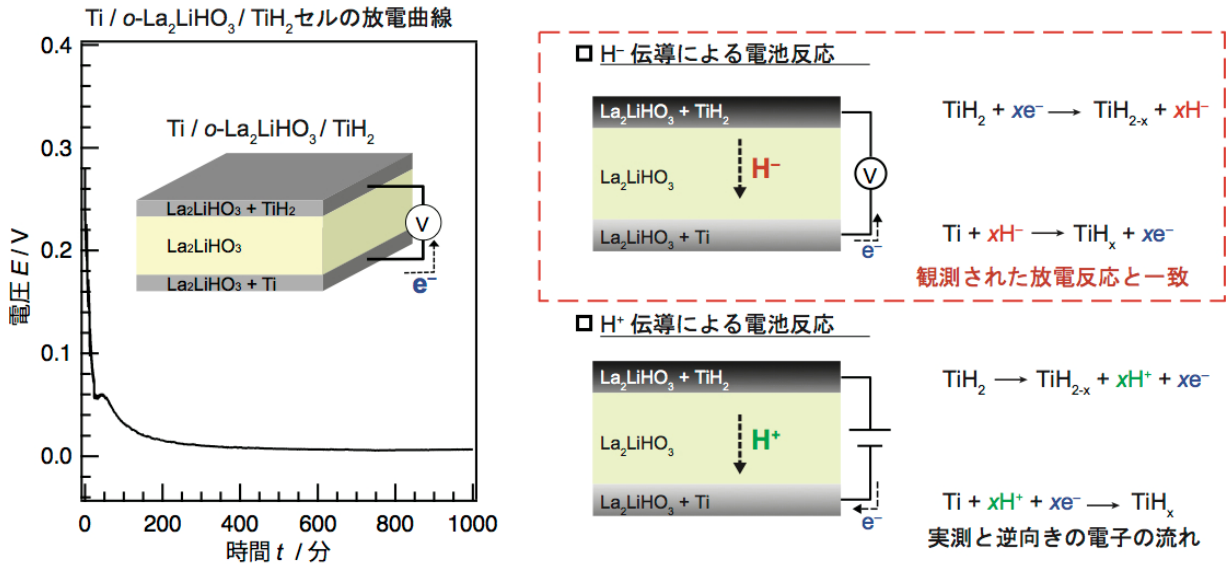 Ti / o-La₂LiHO₃ / TiH₂セルの放電曲線
0.4
0.3
0.2
0.1
0.0
電圧 E / V
0
200
400
600
800
1000
時間 t / 分
Ti / o-La₂LiHO₃ / TiH₂
La₂LiHO₃ + TiH₂
La₂LiHO₃
La₂LiHO₃ + Ti
V
e⁻
H⁻ 伝導による電池反応
La₂LiHO₃ + TiH₂
La₂LiHO₃
H⁻
La₂LiHO₃ + Ti
V
e⁻
TiH₂ + xe⁻ → TiH₂₋ₓ + xH⁻
Ti + xH⁻ → TiHₓ + xe⁻
観測された放電反応と一致
H⁺ 伝導による電池反応
La₂LiHO₃ + TiH₂
La₂LiHO₃
H⁺
La₂LiHO₃ + Ti
e⁻
TiH₂ → TiH₂₋ₓ + xH⁺ + xe⁻
Ti + xH⁺ + xe⁻ → TiHₓ
実測と逆向きの電子の流れ